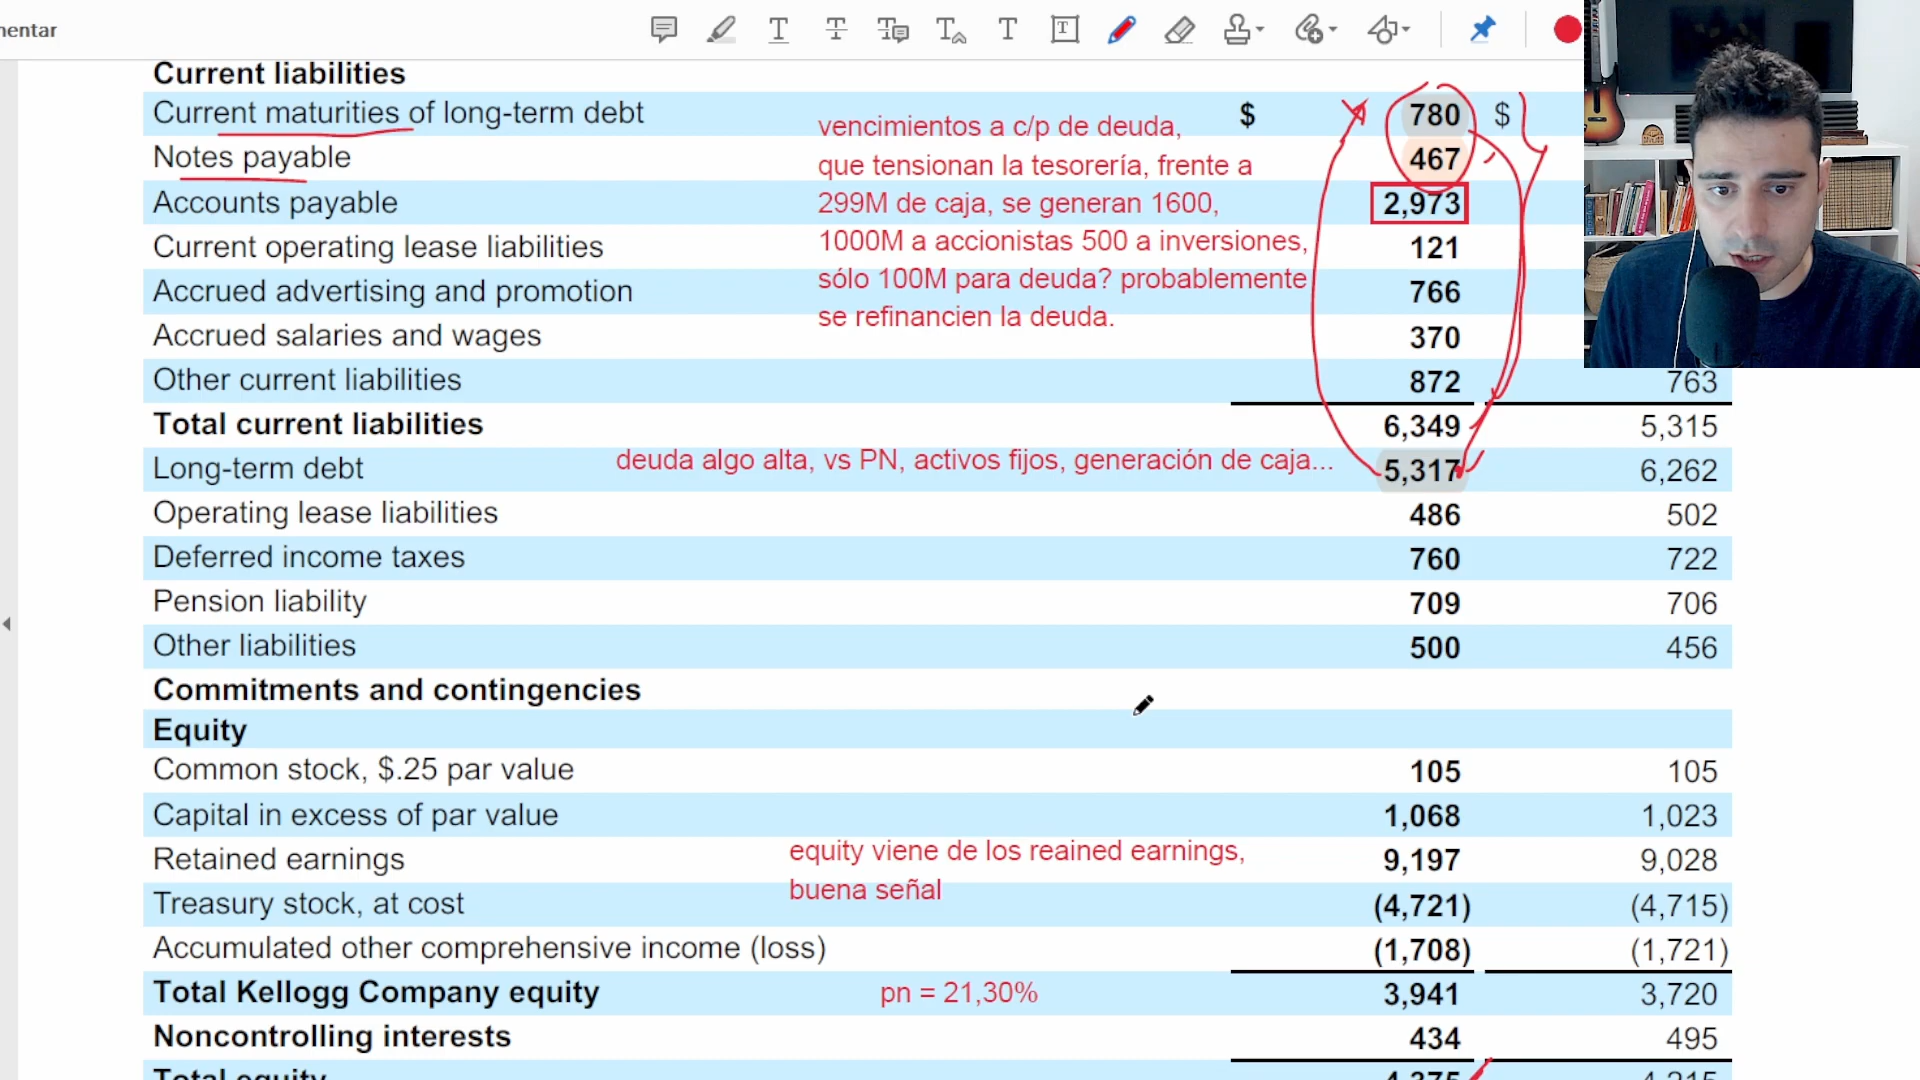 nentar
Current liabilities
Current maturities of long-term debt $ 780 $
Notes payable 467
Accounts payable 2,973
Current operating lease liabilities 121
Accrued advertising and promotion 766
Accrued salaries and wages 370
Other current liabilities 872 763
vencimientos a c/p de deuda,
que tensionan la tesorería, frente a
299M de caja, se generan 1600,
1000M a accionistas 500 a inversiones,
sólo 100M para deuda? probablemente
se refinancien la deuda.
Total current liabilities 6,349 5,315
Long-term debt 5,317 6,262
deuda algo alta, vs PN, activos fijos, generación de caja...
Operating lease liabilities 486 502
Deferred income taxes 760 722
Pension liability 709 706
Other liabilities 500 456
Commitments and contingencies
Equity
Common stock, $.25 par value 105 105
Capital in excess of par value 1,068 1,023
Retained earnings 9,197 9,028
equity viene de los reained earnings,
buena señal
Treasury stock, at cost (4,721) (4,715)
Accumulated other comprehensive income (loss) (1,708) (1,721)
Total Kellogg Company equity pn = 21,30% 3,941 3,720
Noncontrolling interests 434 495
Total equity 4,375 4,215